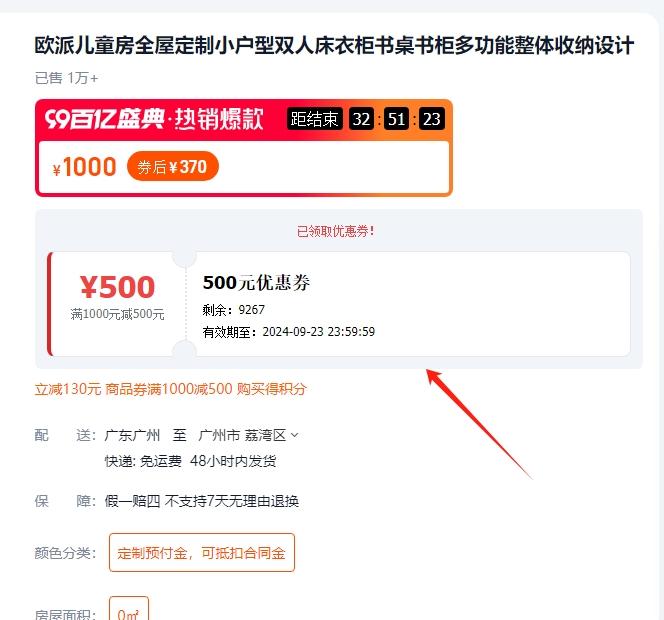 欧派儿童房全屋定制小户型双人床衣柜书桌书柜多功能整体收纳设计
已售 1万+
99百亿盛典·热销爆款 距结束 32 : 51 : 23
¥1000 券后¥370
已领取优惠券!
¥500
满1000元减500元
500元优惠券
剩余：9267
有效期至：2024-09-23 23:59:59
立减130元 商品券满1000减500 购买得积分
配 送： 广东广州 至 广州市 荔湾区
快递: 免运费 48小时内发货
保 障： 假一赔四 不支持7天无理由退换
颜色分类： 定制预付金，可抵扣合同金
房屋面积： 0㎡